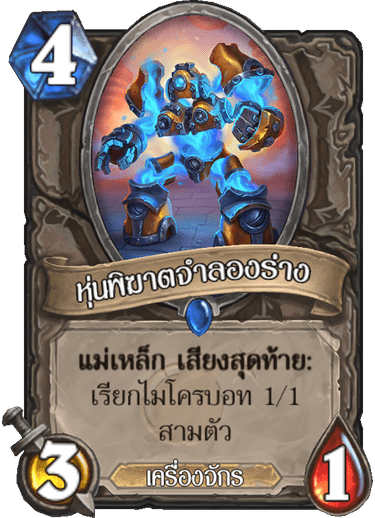 4
หุ่นพิฆาตจำลองร่าง
แม่เหล็ก เสียงสุดท้าย:
เรียกไมโครบอท 1/1
สามตัว
3
เครื่องจักร
1